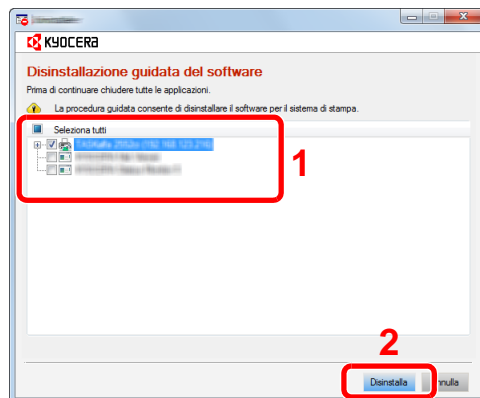 KYOCERA
Disinstallazione guidata del software
Prima di continuare chiudere tutte le applicazioni.
La procedura guidata consente di disinstallare il software per il sistema di stampa.
Seleziona tutti
1
2
Disinstalla
nnulla